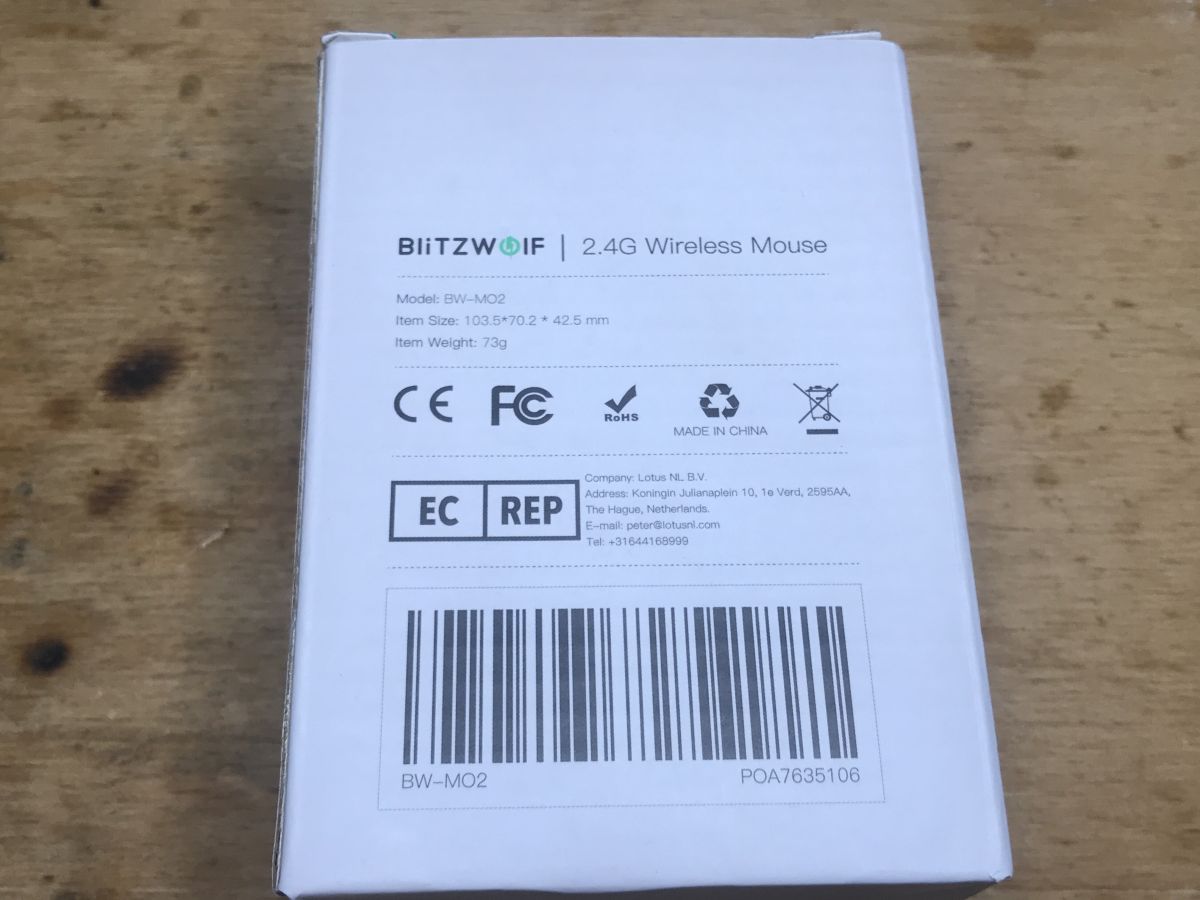 BLiTZWOLF | 2.4G Wireless Mouse
Model: BW-MO2
Item Size: 103.5*70.2 * 42.5 mm
Item Weight: 73g
CE FC RoHS
MADE IN CHINA
EC REP
Company: Lotus NL B.V.
Address: Koningin Julianaplein 10, 1e Verd, 2595AA,
The Hague, Netherlands.
E-mail: peter@lotusnl.com
Tel: +31644168999
BW-MO2 POA7635106